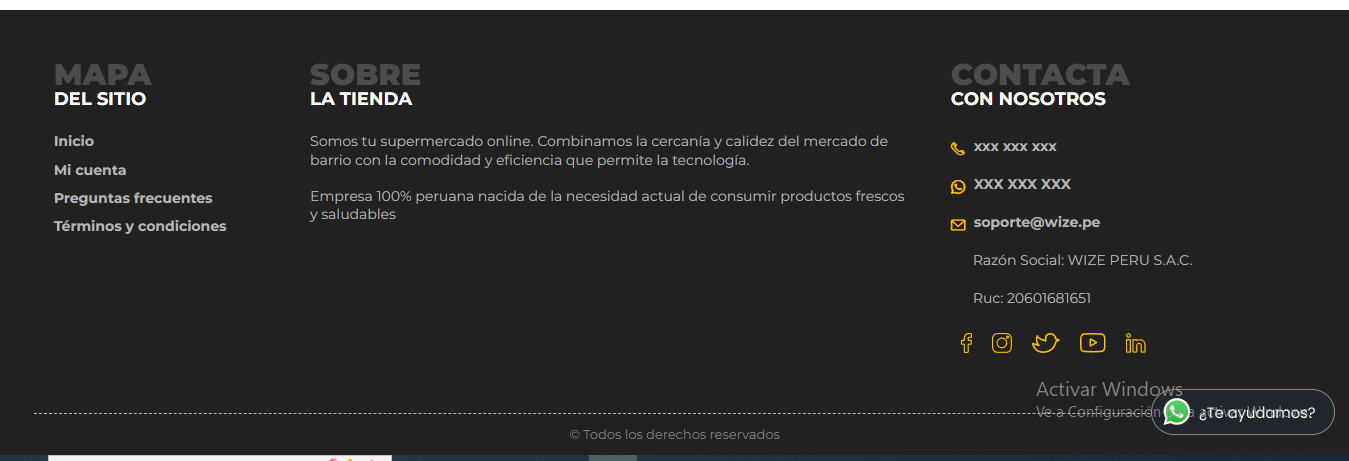 MAPA
DEL SITIO
Inicio
Mi cuenta
Preguntas frecuentes
Términos y condiciones
SOBRE
LA TIENDA
Somos tu supermercado online. Combinamos la cercanía y calidez del mercado de
barrio con la comodidad y eficiencia que permite la tecnología.
Empresa 100% peruana nacida de la necesidad actual de consumir productos frescos
y saludables
CONTACTA
CON NOSOTROS
xxx xxx xxx
XXX XXX XXX
soporte@wize.pe
Razón Social: WIZE PERU S.A.C.
Ruc: 20601681651
Activar Windows
Ve a Configuración para activar Windows.
¿Te ayudamos?
© Todos los derechos reservados